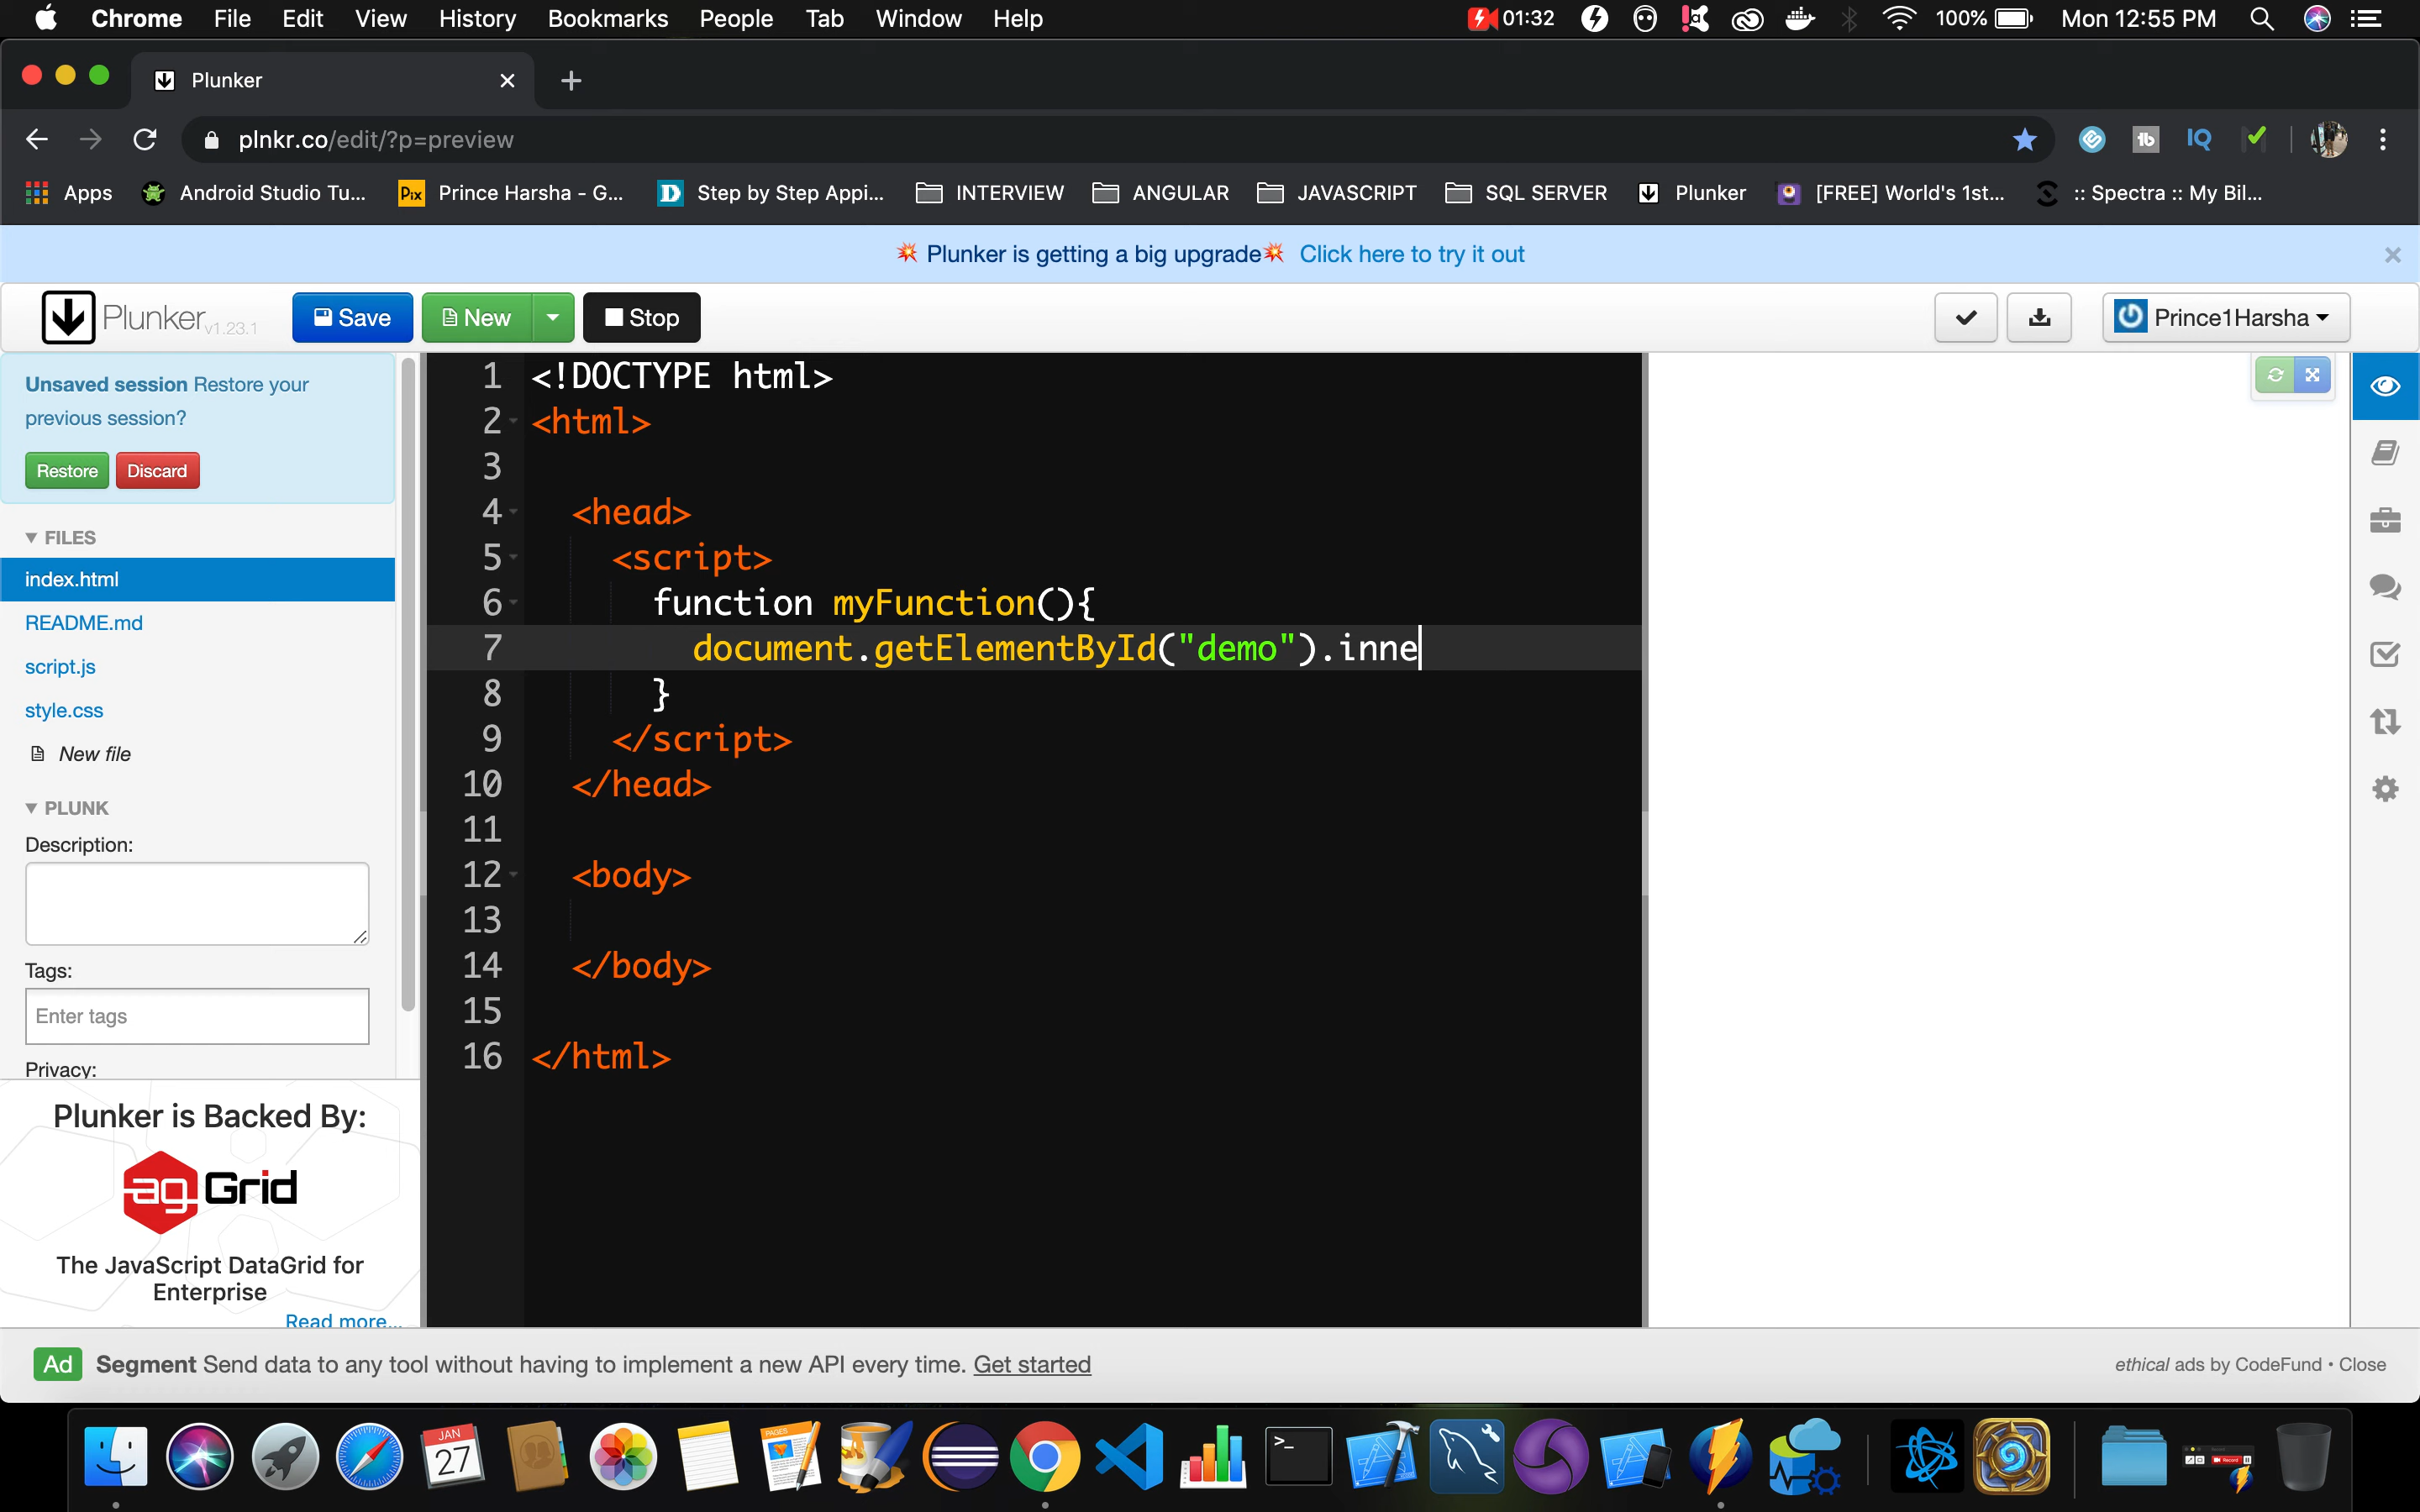 Chrome File Edit View History Bookmarks People Tab Window Help 01:32 100% Mon 12:55 PM
Plunker
plnkr.co/edit/?p=preview
Apps Android Studio Tu... Prince Harsha - G... Step by Step Appi... INTERVIEW ANGULAR JAVASCRIPT SQL SERVER Plunker [FREE] World's 1st... :: Spectra :: My Bil...
Plunker is getting a big upgrade Click here to try it out
Plunker v1.23.1 Save New Stop Prince1Harsha
Unsaved session Restore your
previous session?
Restore Discard
FILES
index.html
README.md
script.js
style.css
New file
PLUNK
Description:
Tags:
Enter tags
Privacy:
Plunker is Backed By:
ag Grid
The JavaScript DataGrid for
Enterprise
Read more...
1 <!DOCTYPE html>
2 <html>
3
4 <head>
5 <script>
6 function myFunction(){
7 document.getElementById("demo").inne
8 }
9 </script>
10 </head>
11
12 <body>
13
14 </body>
15
16 </html>
Ad Segment Send data to any tool without having to implement a new API every time. Get started
ethical ads by CodeFund • Close
JAN
27
PAGES